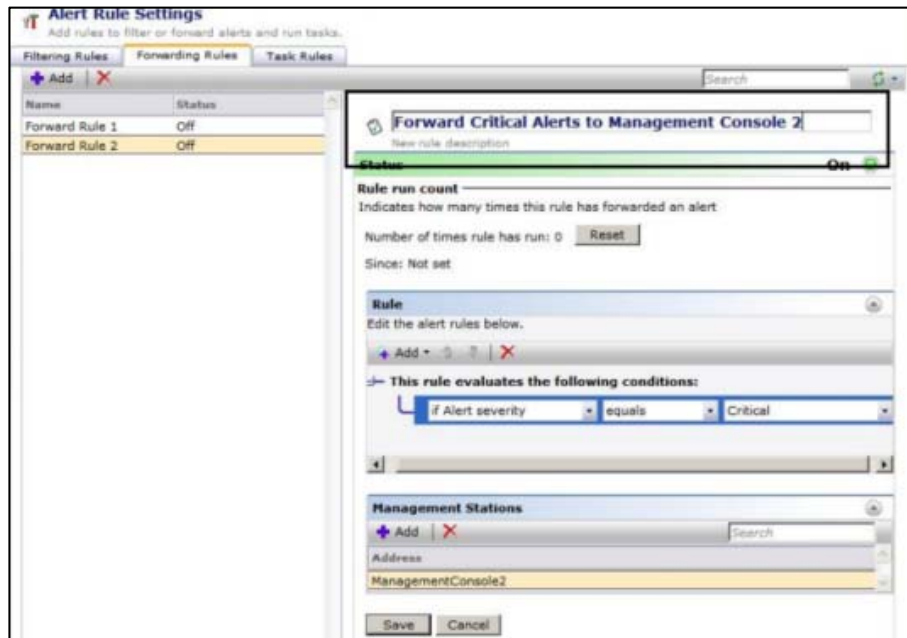 Alert Rule Settings
Add rules to filter or forward alerts and run tasks.
Filtering Rules Forwarding Rules Task Rules
Add
Search
Name Status
Forward Rule 1 Off
Forward Rule 2 Off
Forward Critical Alerts to Management Console 2
New rule description
Status On
Rule run count
Indicates how many times this rule has forwarded an alert
Number of times rule has run: 0 Reset
Since: Not set
Rule
Edit the alert rules below.
Add
This rule evaluates the following conditions:
if Alert severity equals Critical
Management Stations
Add Search
Address
ManagementConsole2
Save Cancel